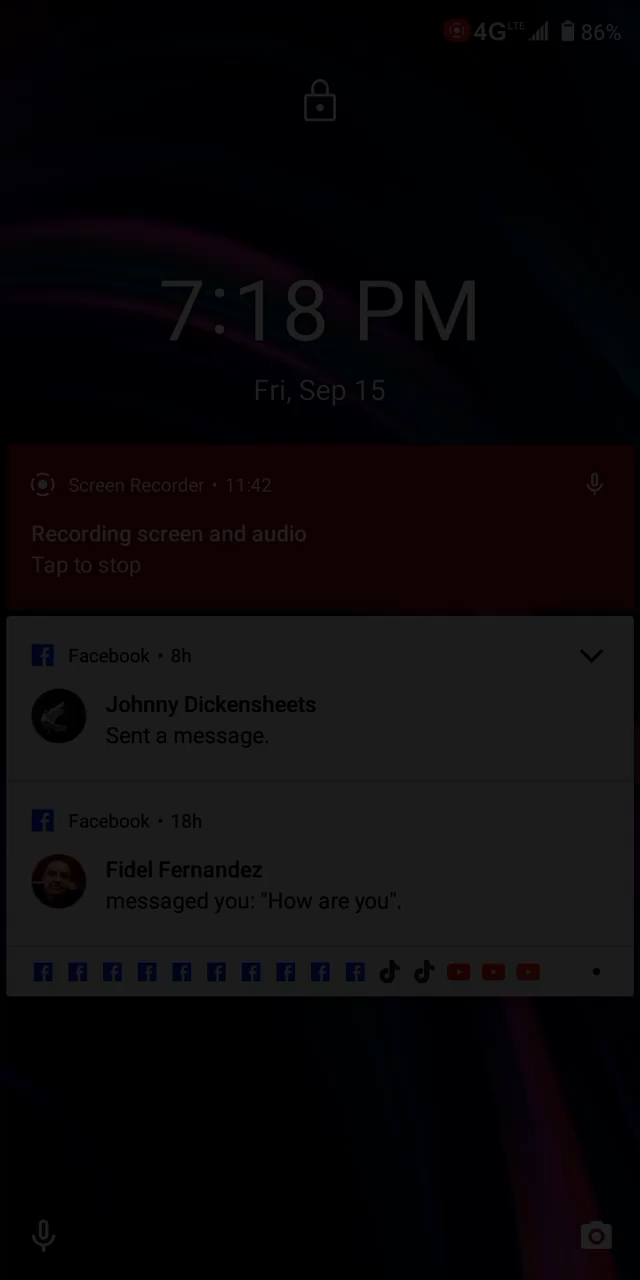 4G LTE 86%
7:18 PM
Fri, Sep 15
Screen Recorder • 11:42
Recording screen and audio
Tap to stop
Facebook • 8h
Johnny Dickensheets
Sent a message.
Facebook • 18h
Fidel Fernandez
messaged you: "How are you".